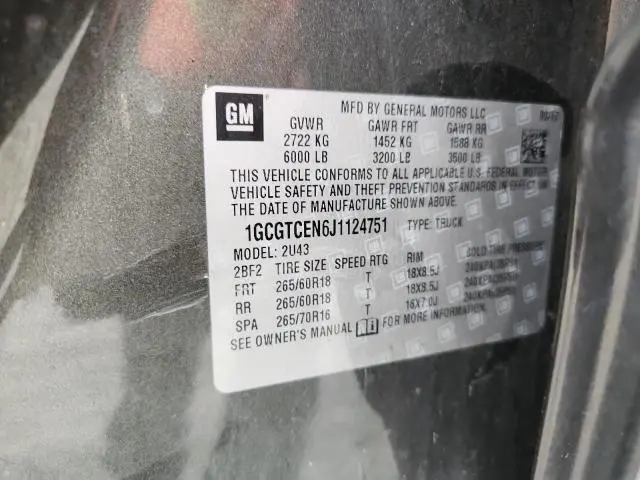 GM
MFD BY GENERAL MOTORS LLC
GVWR GAWR FRT GAWR RR
2722 KG 1452 KG 1588 KG
6000 LB 3200 LB 3500 LB
THIS VEHICLE CONFORMS TO ALL APPLICABLE U.S. FEDERAL MOTOR
VEHICLE SAFETY AND THEFT PREVENTION STANDARDS IN EFFECT ON
THE DATE OF MANUFACTURE SHOWN ABOVE.
1GCGTCEN6J1124751 TYPE: TRUCK
MODEL: 2U43
2BF2 TIRE SIZE SPEED RTG RIM COLD TIRE
FRT 265/60R18 T 18X8.5J
RR 265/60R18 T 18X8.5J
SPA 265/70R16 T 16X7.0J
SEE OWNER'S MANUAL FOR MORE INFORMATION.